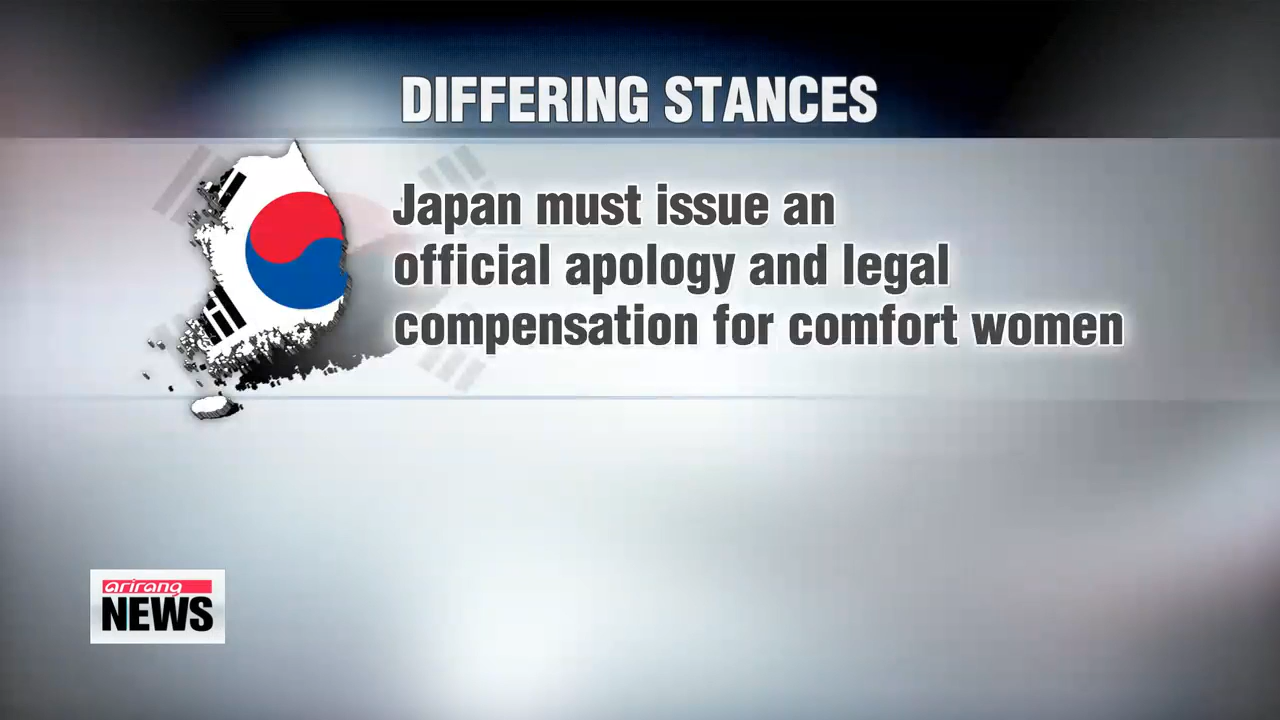 DIFFERING STANCES
Japan must issue an
official apology and legal
compensation for comfort women
arirang
NEWS